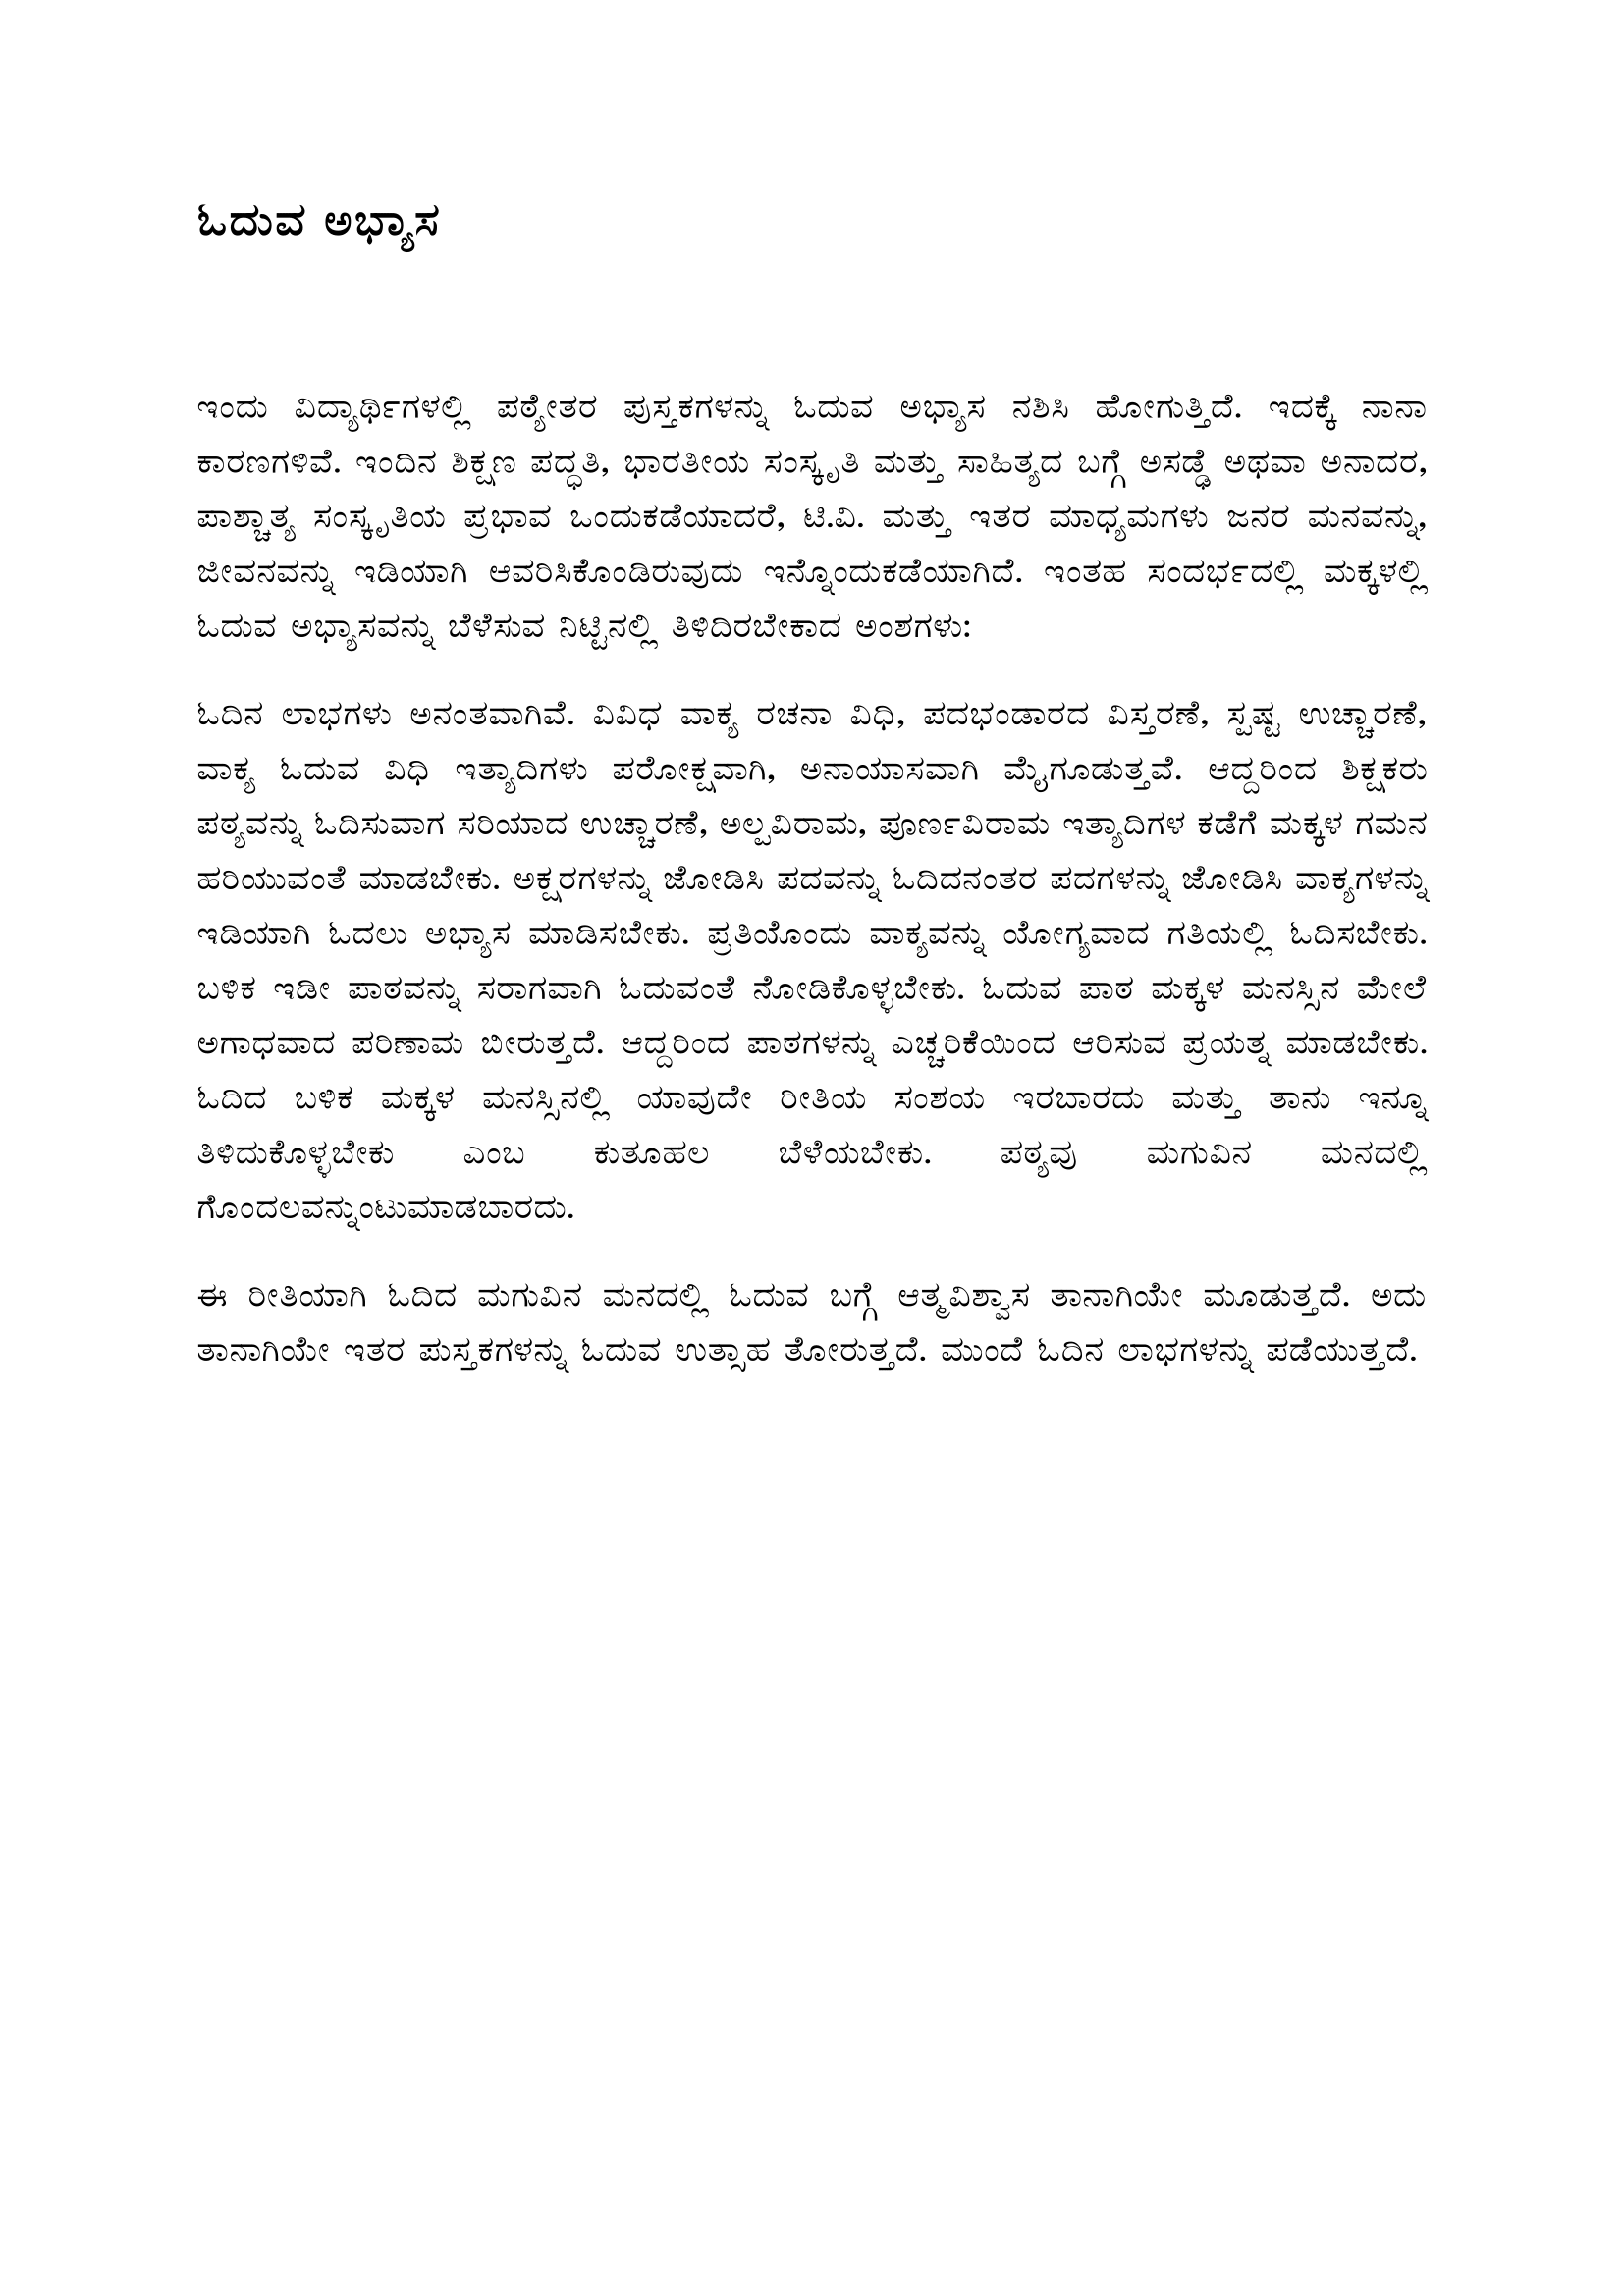 ಓದುವ ಅಭ್ಯಾಸ
ಇಂದು ವಿದ್ಯಾರ್ಥಿಗಳಲ್ಲಿ ಪಠ್ಯೇತರ ಪುಸ್ತಕಗಳನ್ನು ಓದುವ ಅಭ್ಯಾಸ ನಶಿಸಿ ಹೋಗುತ್ತಿದೆ. ಇದಕ್ಕೆ ನಾನಾ
ಕಾರಣಗಳಿವೆ. ಇಂದಿನ ಶಿಕ್ಷಣ ಪದ್ಧತಿ, ಭಾರತೀಯ ಸಂಸ್ಕೃತಿ ಮತ್ತು ಸಾಹಿತ್ಯದ ಬಗ್ಗೆ ಅಸಡ್ಢೆ ಅಥವಾ ಅನಾದರ,
ಪಾಶ್ಚಾತ್ಯ ಸಂಸ್ಕೃತಿಯ ಪ್ರಭಾವ ಒಂದುಕಡೆಯಾದರೆ, ಟಿ.ವಿ. ಮತ್ತು ಇತರ ಮಾಧ್ಯಮಗಳು ಜನರ ಮನವನ್ನು,
ಜೀವನವನ್ನು ಇಡಿಯಾಗಿ ಆವರಿಸಿಕೊಂಡಿರುವುದು ಇನ್ನೊಂದುಕಡೆಯಾಗಿದೆ. ಇಂತಹ ಸಂದರ್ಭದಲ್ಲಿ ಮಕ್ಕಳಲ್ಲಿ
ಓದುವ ಅಭ್ಯಾಸವನ್ನು ಬೆಳೆಸುವ ನಿಟ್ಟಿನಲ್ಲಿ ತಿಳಿದಿರಬೇಕಾದ ಅಂಶಗಳು:
ಓದಿನ ಲಾಭಗಳು ಅನಂತವಾಗಿವೆ. ವಿವಿಧ ವಾಕ್ಯ ರಚನಾ ವಿಧಿ, ಪದಭಂಡಾರದ ವಿಸ್ತರಣೆ, ಸ್ಪಷ್ಟ ಉಚ್ಚಾರಣೆ,
ವಾಕ್ಯ ಓದುವ ವಿಧಿ ಇತ್ಯಾದಿಗಳು ಪರೋಕ್ಷವಾಗಿ, ಅನಾಯಾಸವಾಗಿ ಮೈಗೂಡುತ್ತವೆ. ಆದ್ದರಿಂದ ಶಿಕ್ಷಕರು
ಪಠ್ಯವನ್ನು ಓದಿಸುವಾಗ ಸರಿಯಾದ ಉಚ್ಚಾರಣೆ, ಅಲ್ಪವಿರಾಮ, ಪೂರ್ಣವಿರಾಮ ಇತ್ಯಾದಿಗಳ ಕಡೆಗೆ ಮಕ್ಕಳ ಗಮನ
ಹರಿಯುವಂತೆ ಮಾಡಬೇಕು. ಅಕ್ಷರಗಳನ್ನು ಜೋಡಿಸಿ ಪದವನ್ನು ಓದಿದನಂತರ ಪದಗಳನ್ನು ಜೋಡಿಸಿ ವಾಕ್ಯಗಳನ್ನು
ಇಡಿಯಾಗಿ ಓದಲು ಅಭ್ಯಾಸ ಮಾಡಿಸಬೇಕು. ಪ್ರತಿಯೊಂದು ವಾಕ್ಯವನ್ನು ಯೋಗ್ಯವಾದ ಗತಿಯಲ್ಲಿ ಓದಿಸಬೇಕು.
ಬಳಿಕ ಇಡೀ ಪಾಠವನ್ನು ಸರಾಗವಾಗಿ ಓದುವಂತೆ ನೋಡಿಕೊಳ್ಳಬೇಕು. ಓದುವ ಪಾಠ ಮಕ್ಕಳ ಮನಸ್ಸಿನ ಮೇಲೆ
ಅಗಾಧವಾದ ಪರಿಣಾಮ ಬೀರುತ್ತದೆ. ಆದ್ದರಿಂದ ಪಾಠಗಳನ್ನು ಎಚ್ಚರಿಕೆಯಿಂದ ಆರಿಸುವ ಪ್ರಯತ್ನ ಮಾಡಬೇಕು.
ಓದಿದ ಬಳಿಕ ಮಕ್ಕಳ ಮನಸ್ಸಿನಲ್ಲಿ ಯಾವುದೇ ರೀತಿಯ ಸಂಶಯ ಇರಬಾರದು ಮತ್ತು ತಾನು ಇನ್ನೂ
ತಿಳಿದುಕೊಳ್ಳಬೇಕು ಎಂಬ ಕುತೂಹಲ ಬೆಳೆಯಬೇಕು. ಪಠ್ಯವು ಮಗುವಿನ ಮನದಲ್ಲಿ
ಗೊಂದಲವನ್ನುಂಟುಮಾಡಬಾರದು.
ಈ ರೀತಿಯಾಗಿ ಓದಿದ ಮಗುವಿನ ಮನದಲ್ಲಿ ಓದುವ ಬಗ್ಗೆ ಆತ್ಮವಿಶ್ವಾಸ ತಾನಾಗಿಯೇ ಮೂಡುತ್ತದೆ. ಅದು
ತಾನಾಗಿಯೇ ಇತರ ಪುಸ್ತಕಗಳನ್ನು ಓದುವ ಉತ್ಸಾಹ ತೋರುತ್ತದೆ. ಮುಂದೆ ಓದಿನ ಲಾಭಗಳನ್ನು ಪಡೆಯುತ್ತದೆ.